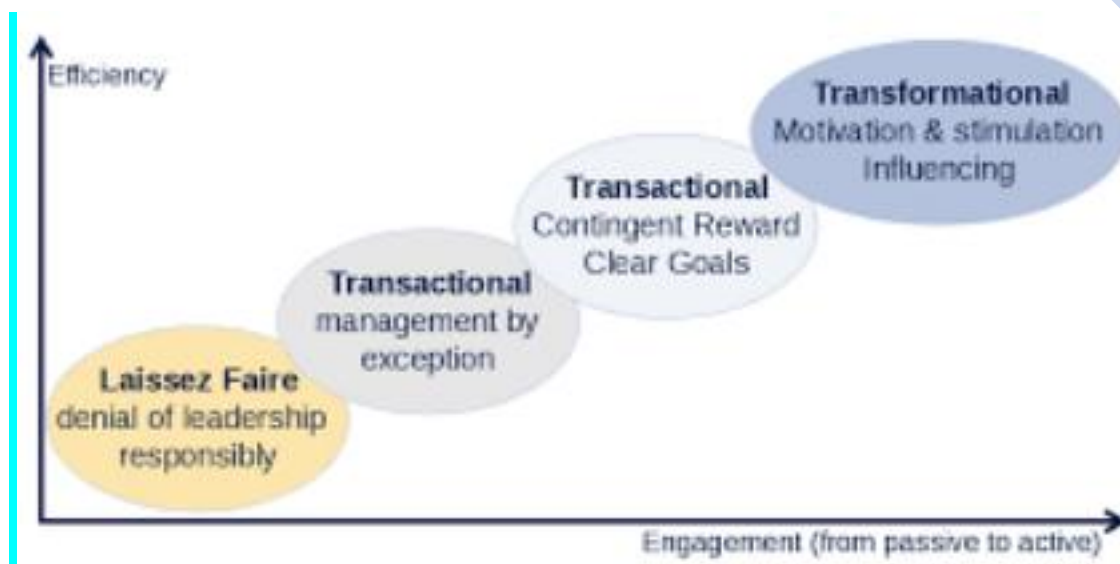 Efficiency
Transformational
Motivation & stimulation
Influencing
Transactional
Contingent Reward
Clear Goals
Transactional
management by
exception
Laissez Faire
denial of leadership
responsibly
Engagement (from passive to active)